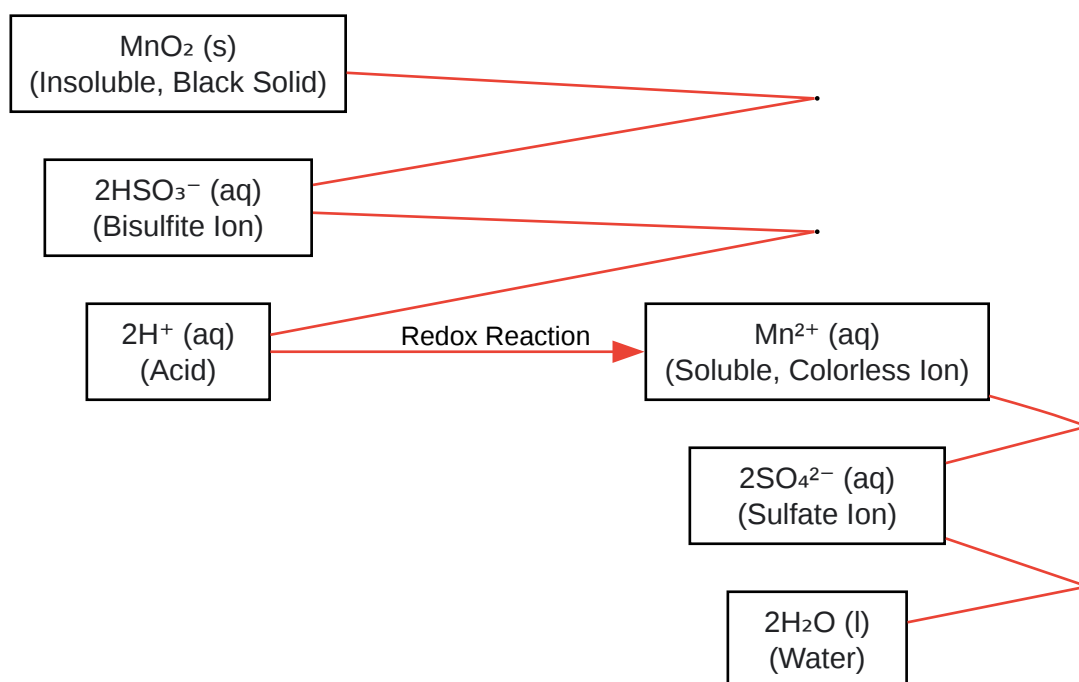 MnO₂ (s)
(Insoluble, Black Solid)
2HSO₃⁻ (aq)
(Bisulfite Ion)
2H⁺ (aq)
(Acid)
Redox Reaction
Mn²⁺ (aq)
(Soluble, Colorless Ion)
2SO₄²⁻ (aq)
(Sulfate Ion)
2H₂O (l)
(Water)